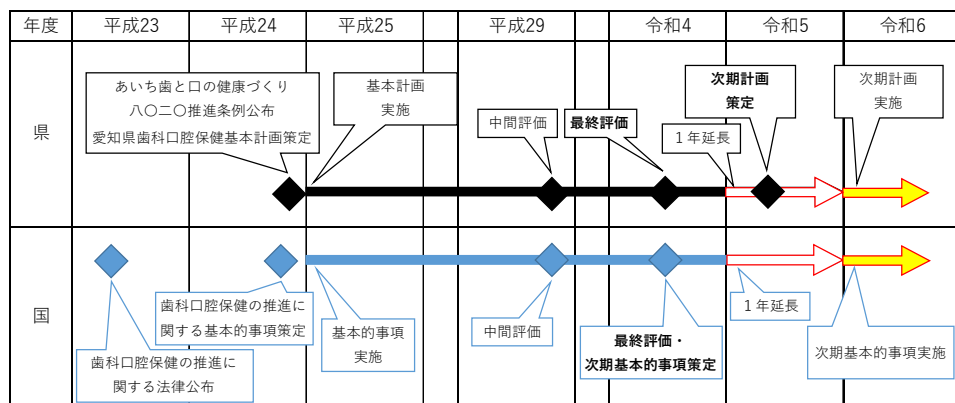 年度 平成23 平成24 平成25 平成29 令和4 令和5 令和6
県
あいち歯と口の健康づくり
八〇二〇推進条例公布
愛知県歯科口腔保健基本計画策定
基本計画
実施
中間評価
最終評価
次期計画
策定
1年延長
次期計画
実施
国
歯科口腔保健の推進に
関する法律公布
歯科口腔保健の推進に
関する基本的事項策定
基本的事項
実施
中間評価
最終評価・
次期基本的事項策定
1年延長
次期基本的事項実施